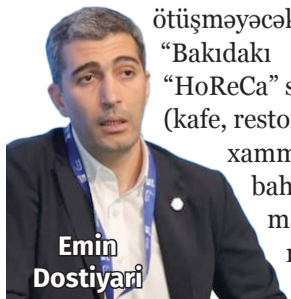 ötüşməyəcək
“Bakıdakı
“HoReCa” s
(kafe, resto
xamm
bah
m
Emin
Dostiyari